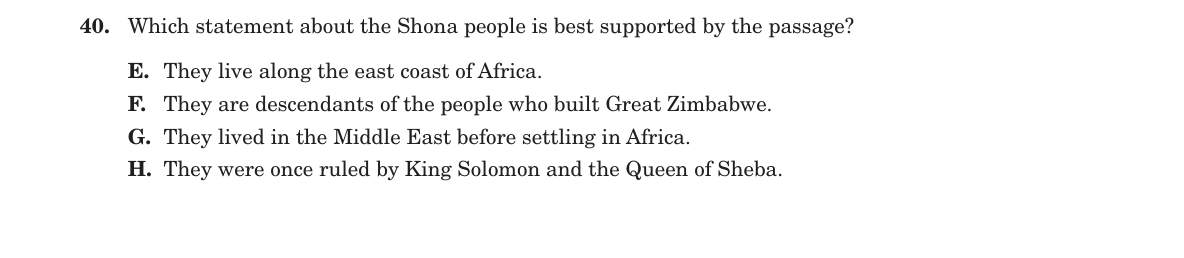 40. Which statement about the Shona people is best supported by the passage?
E. They live along the east coast of Africa.
F. They are descendants of the people who built Great Zimbabwe.
G. They lived in the Middle East before settling in Africa.
H. They were once ruled by King Solomon and the Queen of Sheba.